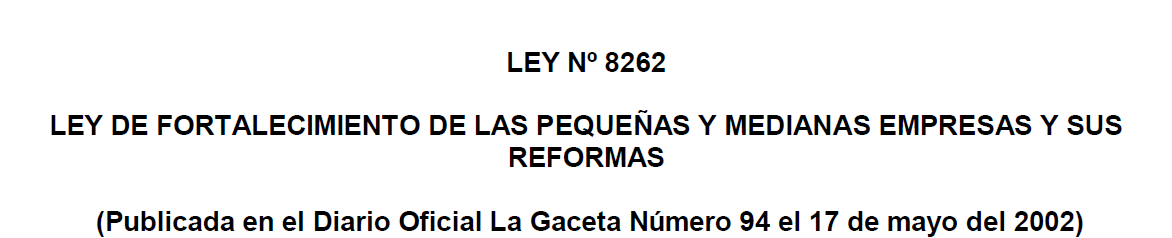 LEY Nº 8262
LEY DE FORTALECIMIENTO DE LAS PEQUEÑAS Y MEDIANAS EMPRESAS Y SUS
REFORMAS
(Publicada en el Diario Oficial La Gaceta Número 94 el 17 de mayo del 2002)